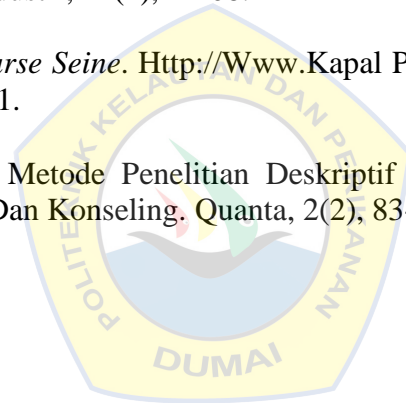 arse Seine. Http://Www.Kapal P
1.
Metode Penelitian Deskriptif
Dan Konseling. Quanta, 2(2), 83
POLITEKNIK KELAUTAN DAN PERIKANAN
DUMAI